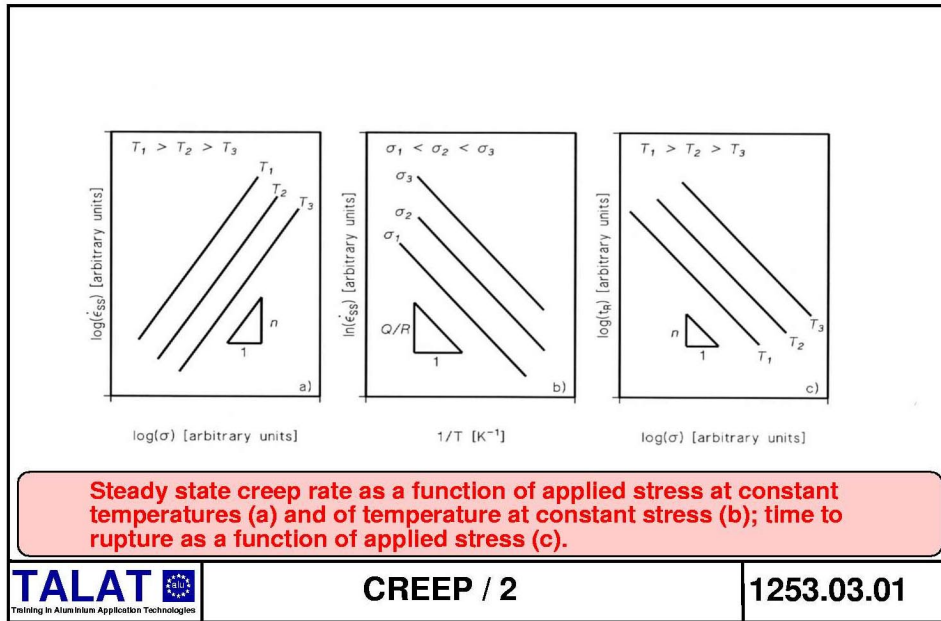 T₁ > T₂ > T₃
T₁
T₂
T₃
log(ε̇ss) [arbitrary units]
n
1
a)
log(σ) [arbitrary units]
σ₁ < σ₂ < σ₃
σ₃
σ₂
σ₁
ln(ε̇ss) [arbitrary units]
Q/R
1
b)
1/T [K⁻¹]
T₁ > T₂ > T₃
log(tR) [arbitrary units]
n
1
T₃
T₂
T₁
c)
log(σ) [arbitrary units]
Steady state creep rate as a function of applied stress at constant
temperatures (a) and of temperature at constant stress (b); time to
rupture as a function of applied stress (c).
TALAT
alu
Training in Aluminium Application Technologies
CREEP / 2
1253.03.01